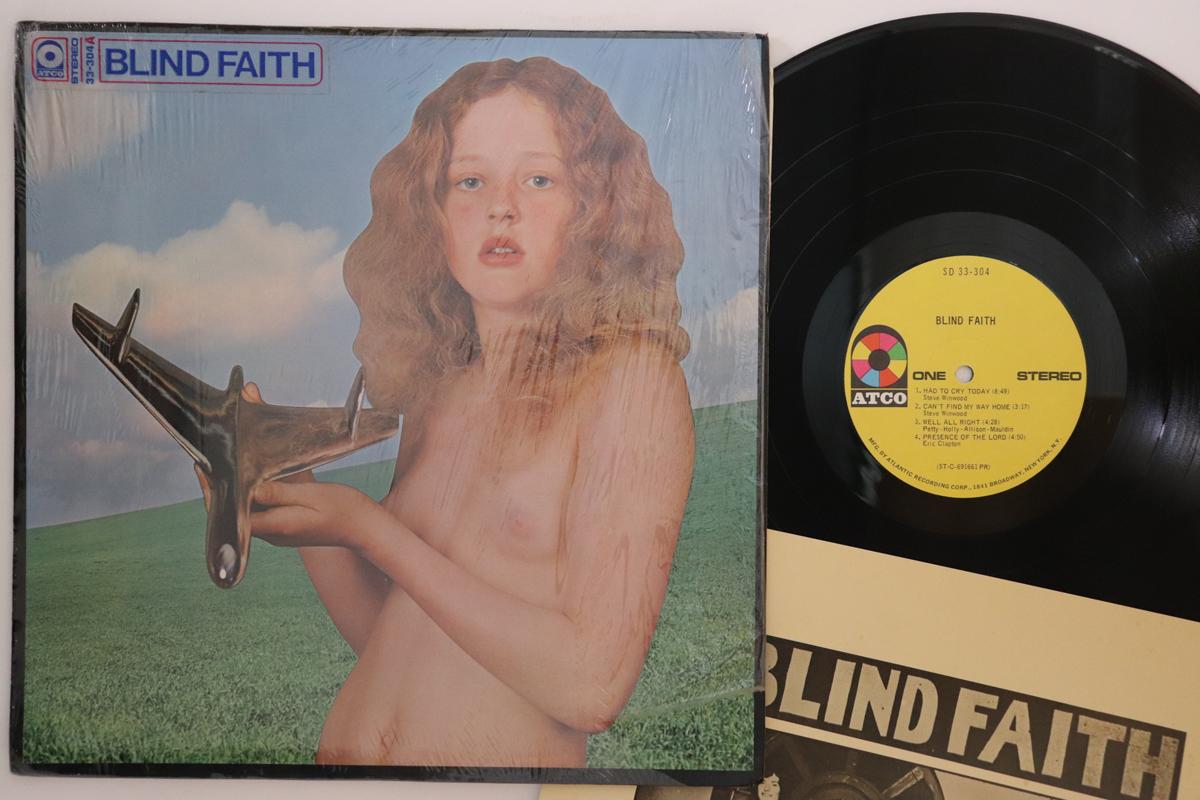 ATCO
STEREO
33-304 A
BLIND FAITH
SD 33-304
BLIND FAITH
ATCO
ONE
STEREO
1. HAD TO CRY TODAY (8:49)
Steve Winwood
2. CAN'T FIND MY WAY HOME (3:17)
Steve Winwood
3. WELL ALL RIGHT (4:28)
Petty-Holly-Allison-Mauldin
4. PRESENCE OF THE LORD (4:50)
Eric Clapton
(ST-C-691661 PR)
MFG. BY ATLANTIC RECORDING CORP., 1841 BROADWAY, NEW YORK, N.Y.
BLIND FAITH